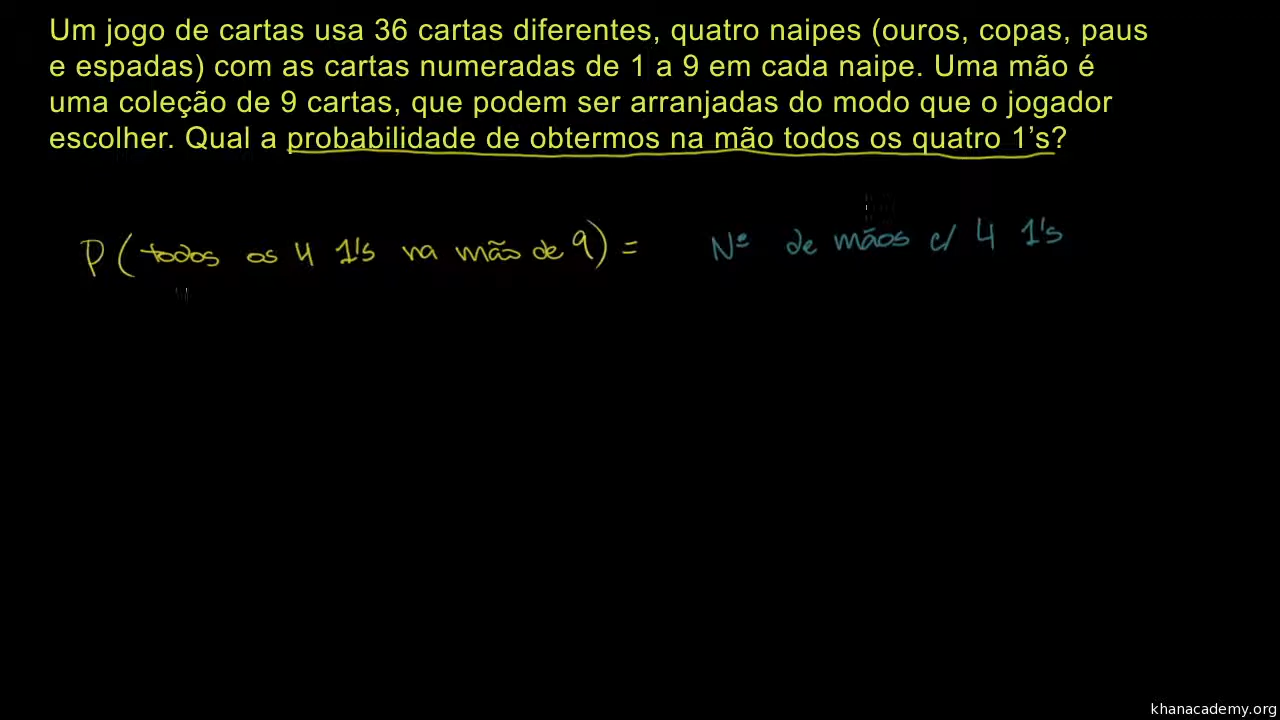 Um jogo de cartas usa 36 cartas diferentes, quatro naipes (ouros, copas, paus
e espadas) com as cartas numeradas de 1 a 9 em cada naipe. Uma mão é
uma coleção de 9 cartas, que podem ser arranjadas do modo que o jogador
escolher. Qual a probabilidade de obtermos na mão todos os quatro 1's?
P (todos os 4 1's na mão de 9) = Nº de mãos c/ 4 1's
khanacademy.org